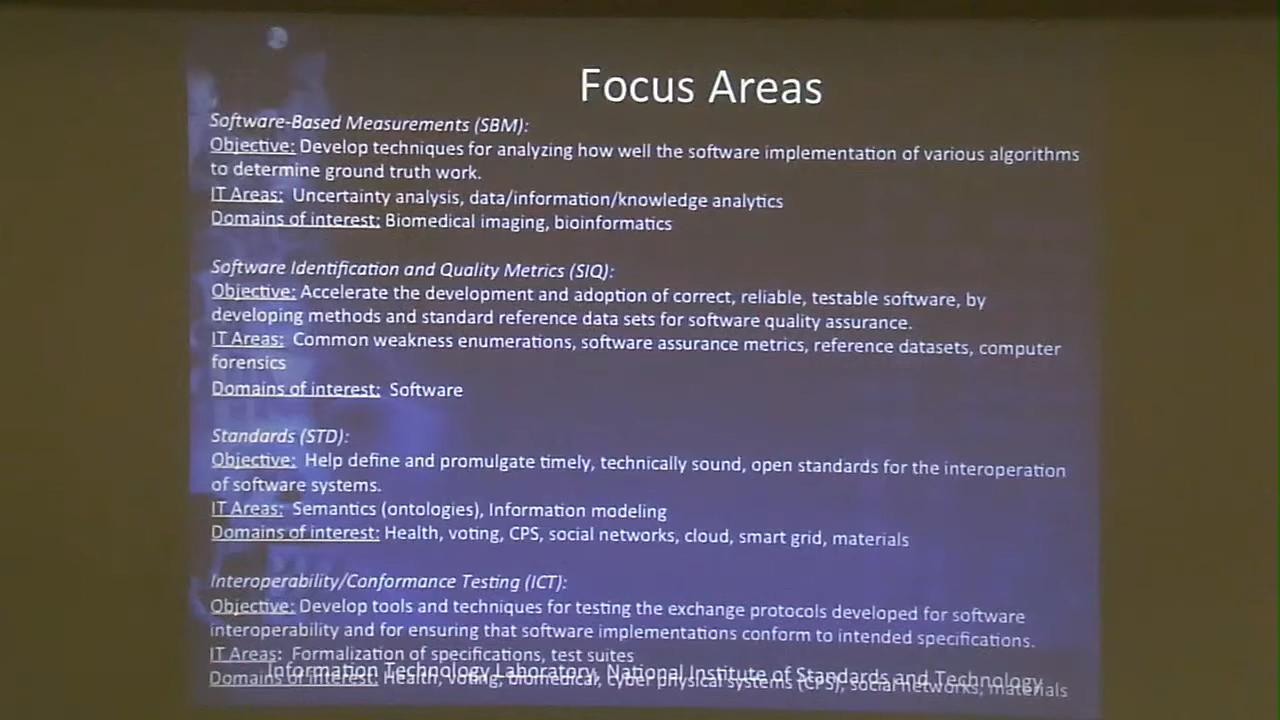 Focus Areas
Software-Based Measurements (SBM):
Objective: Develop techniques for analyzing how well the software implementation of various algorithms
to determine ground truth work.
IT Areas:  Uncertainty analysis, data/information/knowledge analytics
Domains of interest: Biomedical imaging, bioinformatics
Software Identification and Quality Metrics (SIQ):
Objective: Accelerate the development and adoption of correct, reliable, testable software, by
developing methods and standard reference data sets for software quality assurance.
IT Areas:  Common weakness enumerations, software assurance metrics, reference datasets, computer
forensics
Domains of interest:  Software
Standards (STD):
Objective:  Help define and promulgate timely, technically sound, open standards for the interoperation
of software systems.
IT Areas:  Semantics (ontologies), Information modeling
Domains of interest: Health, voting, CPS, social networks, cloud, smart grid, materials
Interoperability/Conformance Testing (ICT):
Objective: Develop tools and techniques for testing the exchange protocols developed for software
interoperability and for ensuring that software implementations conform to intended specifications.
IT Areas:  Formalization of specifications, test suites
Domains of interest: Health, voting, biomedical, cyber physical systems (CPS), social networks, materials
Information Technology Laboratory, National Institute of Standards and Technology